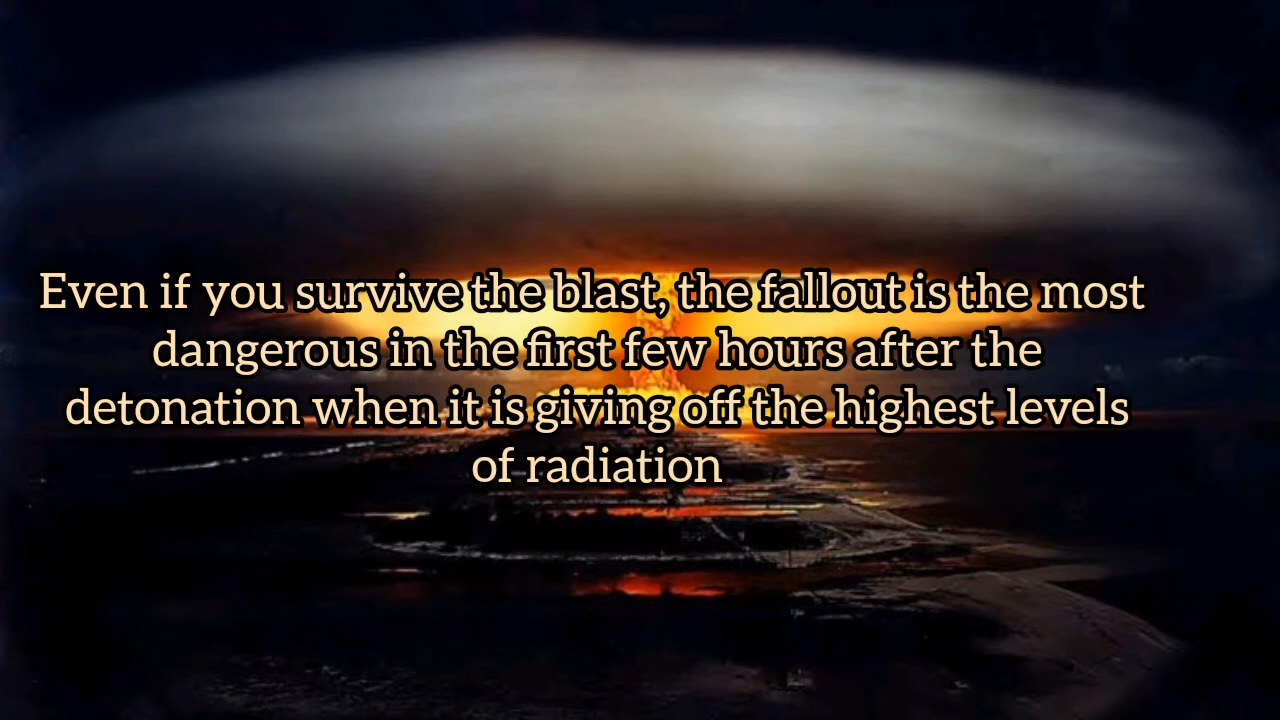 Even if you survive the blast, the fallout is the most
dangerous in the first few hours after the
detonation when it is giving off the highest levels
of radiation